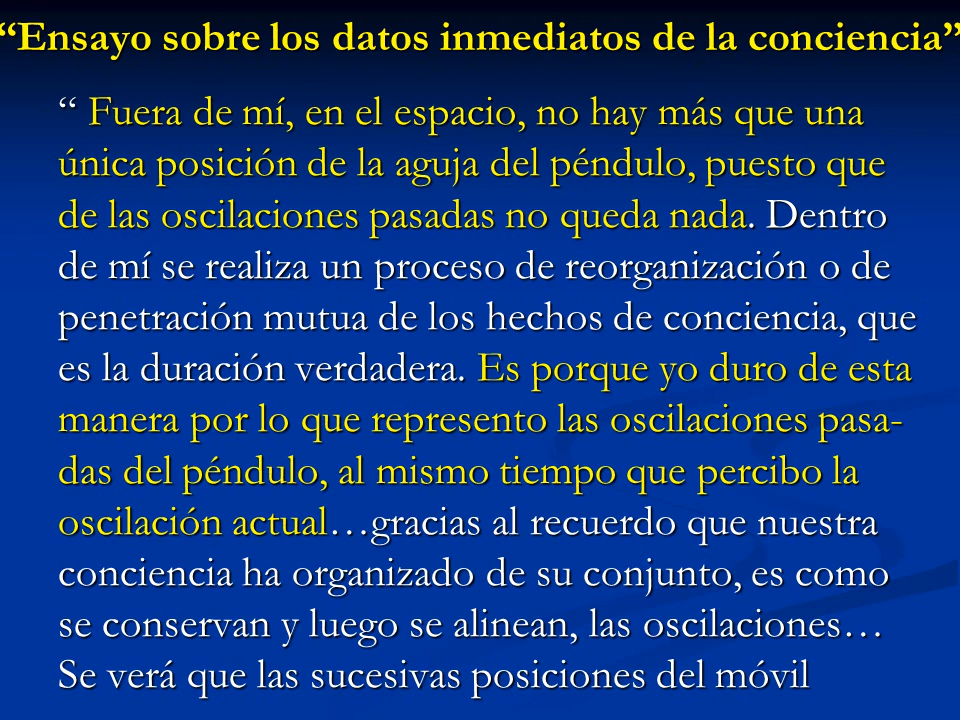 “Ensayo sobre los datos inmediatos de la conciencia”
“ Fuera de mí, en el espacio, no hay más que una
única posición de la aguja del péndulo, puesto que
de las oscilaciones pasadas no queda nada. Dentro
de mí se realiza un proceso de reorganización o de
penetración mutua de los hechos de conciencia, que
es la duración verdadera. Es porque yo duro de esta
manera por lo que represento las oscilaciones pasa-
das del péndulo, al mismo tiempo que percibo la
oscilación actual…gracias al recuerdo que nuestra
conciencia ha organizado de su conjunto, es como
se conservan y luego se alinean, las oscilaciones…
Se verá que las sucesivas posiciones del móvil